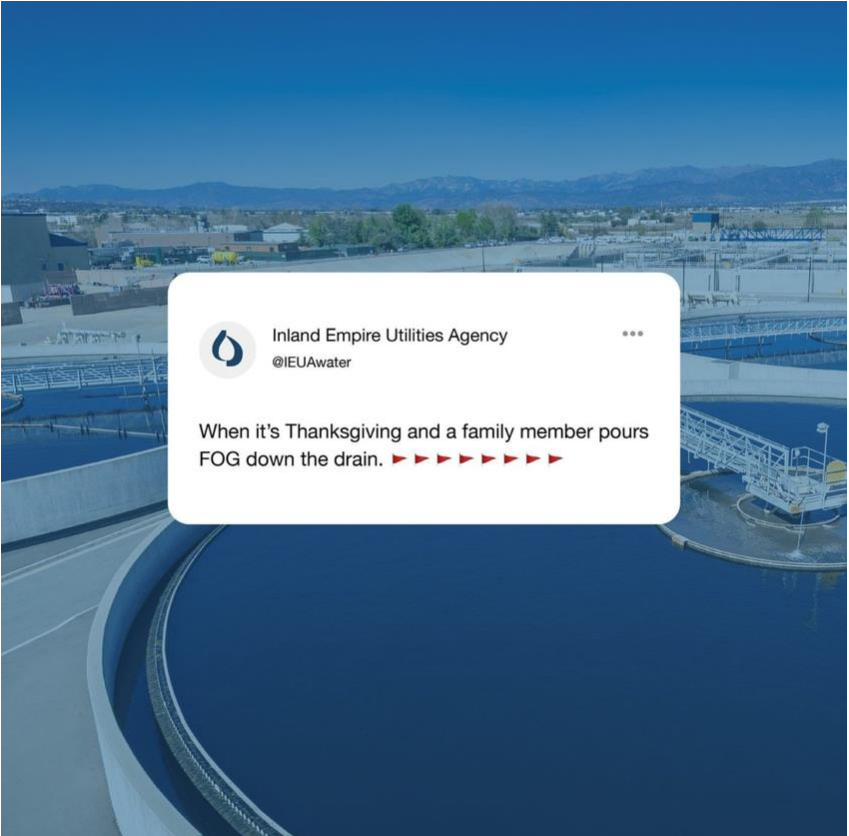 Inland Empire Utilities Agency
@IEUAwater
When it's Thanksgiving and a family member pours
FOG down the drain.